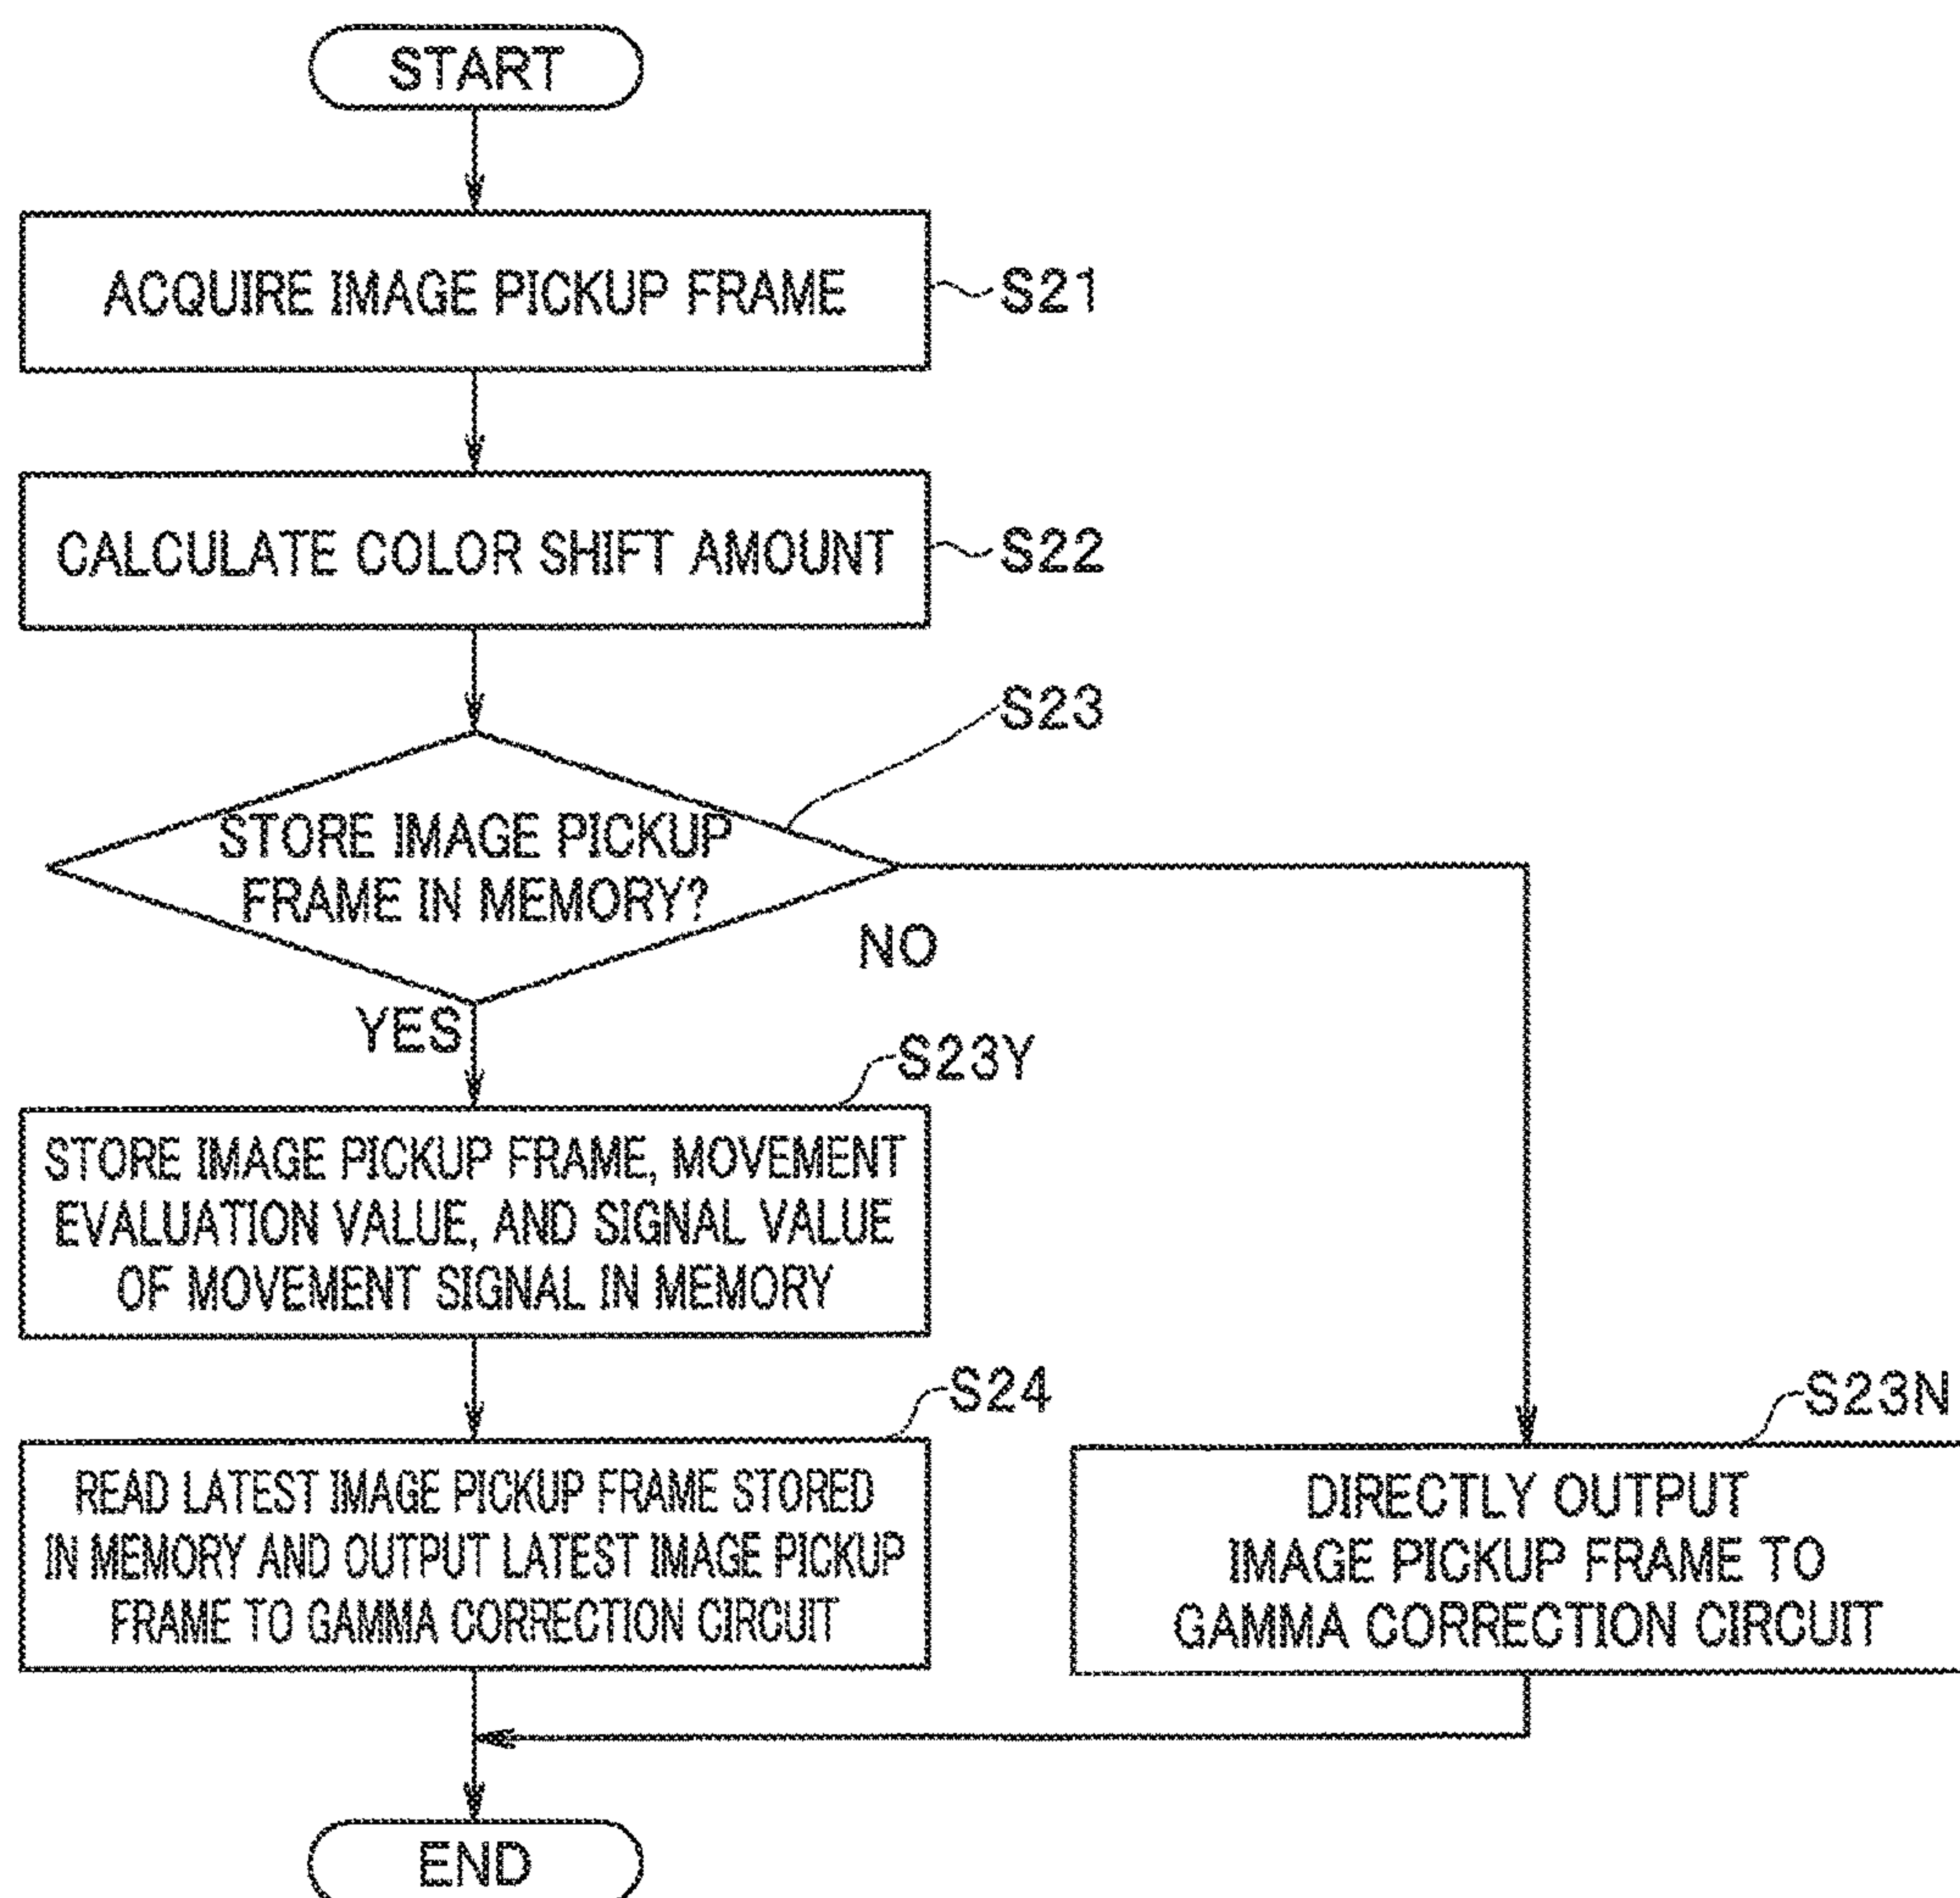 START
ACQUIRE IMAGE PICKUP FRAME
S21
CALCULATE COLOR SHIFT AMOUNT
S22
S23
STORE IMAGE PICKUP
FRAME IN MEMORY?
NO
YES
S23Y
STORE IMAGE PICKUP FRAME, MOVEMENT
EVALUATION VALUE, AND SIGNAL VALUE
OF MOVEMENT SIGNAL IN MEMORY
S24
READ LATEST IMAGE PICKUP FRAME STORED
IN MEMORY AND OUTPUT LATEST IMAGE PICKUP
FRAME TO GAMMA CORRECTION CIRCUIT
S23N
DIRECTLY OUTPUT
IMAGE PICKUP FRAME TO
GAMMA CORRECTION CIRCUIT
END